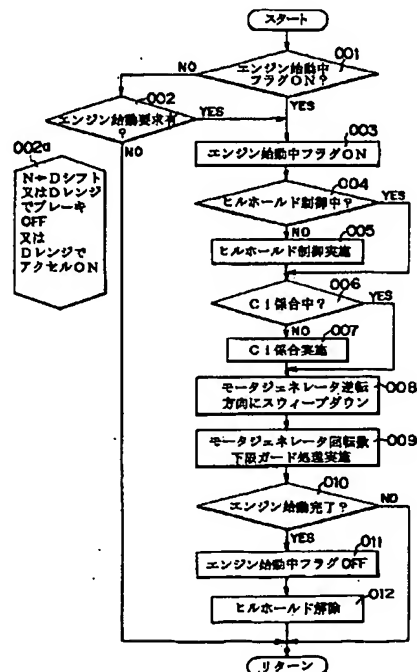 スタート
001
エンジン始動中
フラグON?
NO
YES
002
エンジン始動要求有
?
YES
NO
002a
N←Dシフト
又はDレンジ
でブレーキ
OFF
又は
Dレンジで
アクセルON
003
エンジン始動中フラグON
004
ヒルホールド制御中?
YES
NO
005
ヒルホールド制御実施
006
C1係合中?
YES
NO
007
C1係合実施
008
モータジェネレータ逆転
方向にスウィープダウン
009
モータジェネレータ回転数
下限ガード処理実施
010
エンジン始動完了?
NO
YES
011
エンジン始動中フラグOFF
012
ヒルホールド解除
リターン